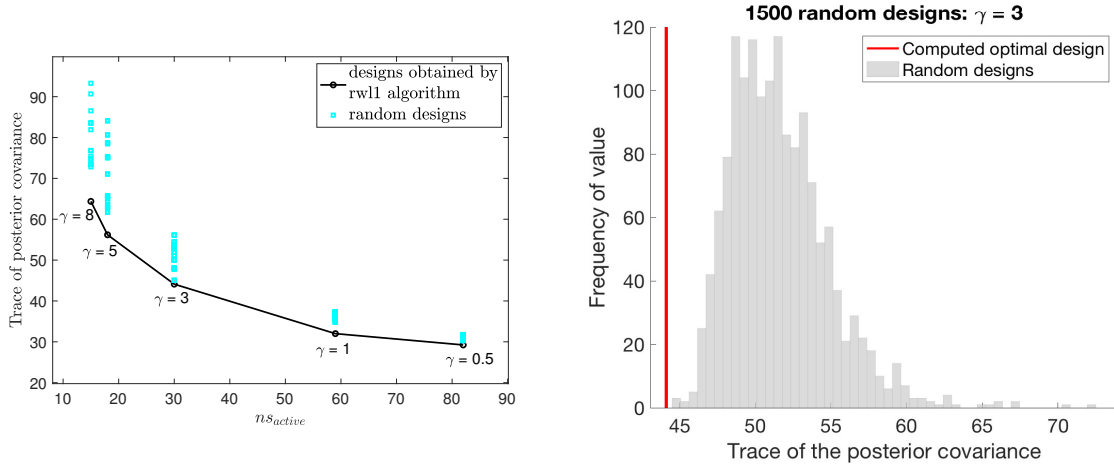 designs obtained by
rwl1 algorithm
random designs
Trace of posterior covariance
90
80
70
60
50
40
30
20
γ = 8
γ = 5
γ = 3
γ = 1
γ = 0.5
10 20 30 40 50 60 70 80 90
ns_active
1500 random designs: γ = 3
Computed optimal design
Random designs
Frequency of value
120
100
80
60
40
20
0
45 50 55 60 65 70
Trace of the posterior covariance